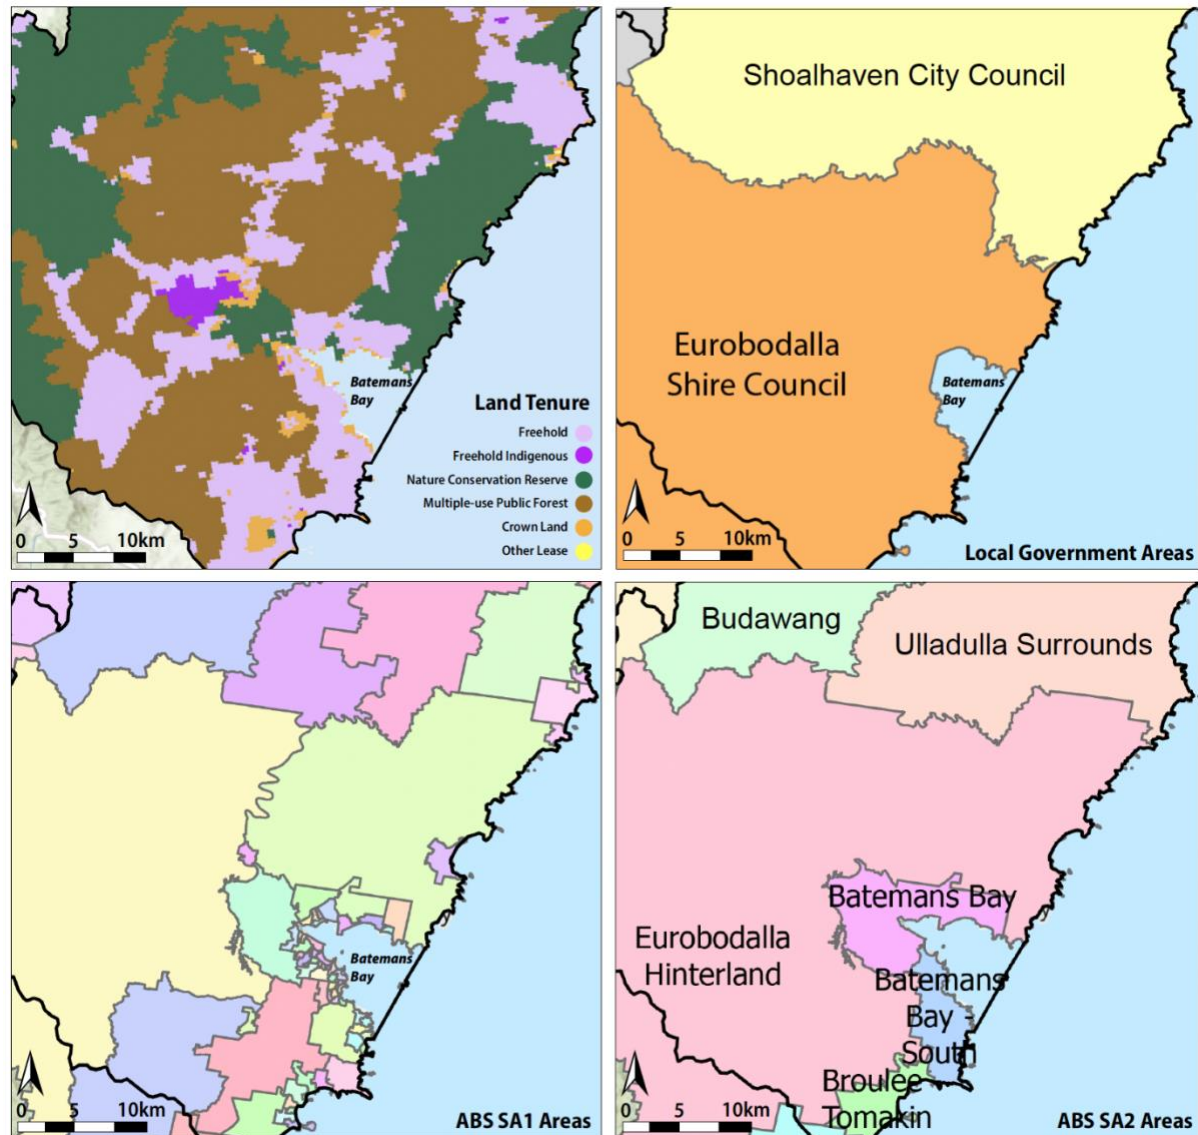 Batemans
Bay
Land Tenure
Freehold
Freehold Indigenous
Nature Conservation Reserve
Multiple-use Public Forest
Crown Land
Other Lease
0 5 10km
Shoalhaven City Council
Eurobodalla
Shire Council
Batemans
Bay
0 5 10km
Local Government Areas
Batemans
Bay
0 5 10km
ABS SA1 Areas
Budawang
Ulladulla Surrounds
Batemans Bay
Eurobodalla
Hinterland
Batemans
Bay -
South
Broulee -
Tomakin
0 5 10km
ABS SA2 Areas